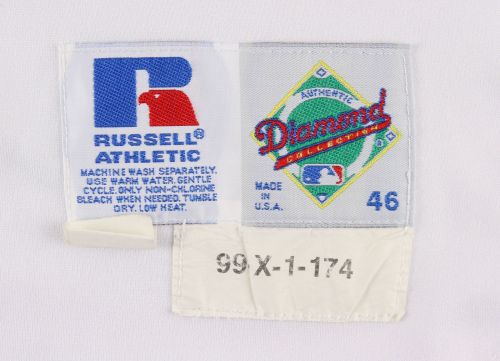 RUSSELL®
ATHLETIC
MACHINE WASH SEPARATELY.
USE WARM WATER. GENTLE
CYCLE. ONLY NON-CHLORINE
BLEACH WHEN NEEDED. TUMBLE
DRY. LOW HEAT.
AUTHENTIC
Diamond
COLLECTION
MADE IN
U.S.A.
46
99 X-1-174